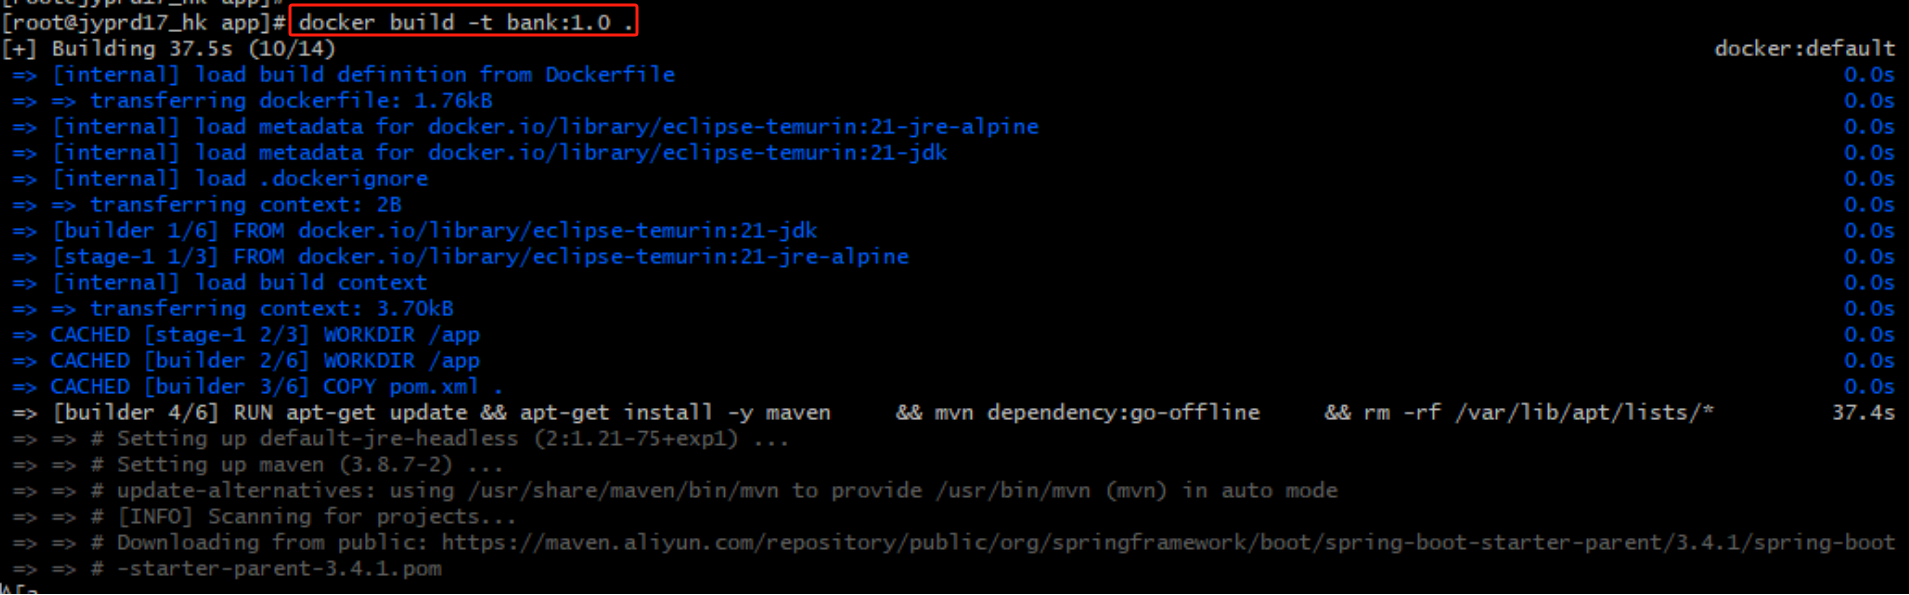 [root@jyprd17_hk app]#
[root@jyprd17_hk app]# docker build -t bank:1.0 .
[+] Building 37.5s (10/14) docker:default
=> [internal] load build definition from Dockerfile 0.0s
=> => transferring dockerfile: 1.76kB 0.0s
=> [internal] load metadata for docker.io/library/eclipse-temurin:21-jre-alpine 0.0s
=> [internal] load metadata for docker.io/library/eclipse-temurin:21-jdk 0.0s
=> [internal] load .dockerignore 0.0s
=> => transferring context: 2B 0.0s
=> [builder 1/6] FROM docker.io/library/eclipse-temurin:21-jdk 0.0s
=> [stage-1 1/3] FROM docker.io/library/eclipse-temurin:21-jre-alpine 0.0s
=> [internal] load build context 0.0s
=> => transferring context: 3.70kB 0.0s
=> CACHED [stage-1 2/3] WORKDIR /app 0.0s
=> CACHED [builder 2/6] WORKDIR /app 0.0s
=> CACHED [builder 3/6] COPY pom.xml . 0.0s
=> [builder 4/6] RUN apt-get update && apt-get install -y maven     && mvn dependency:go-offline     && rm -rf /var/lib/apt/lists/* 37.4s
=> => # Setting up default-jre-headless (2:1.21-75+exp1) ...
=> => # Setting up maven (3.8.7-2) ...
=> => # update-alternatives: using /usr/share/maven/bin/mvn to provide /usr/bin/mvn (mvn) in auto mode
=> => # [INFO] Scanning for projects...
=> => # Downloading from public: https://maven.aliyun.com/repository/public/org/springframework/boot/spring-boot-starter-parent/3.4.1/spring-boot
=> => # -starter-parent-3.4.1.pom